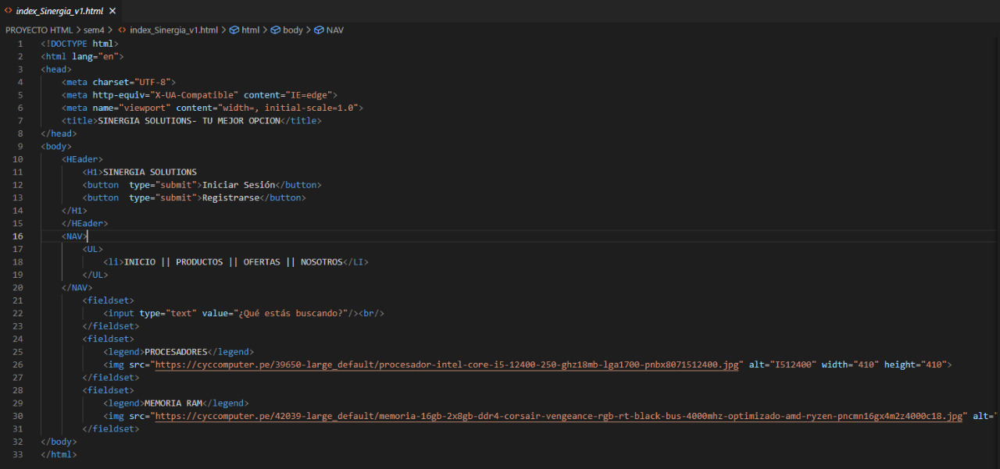 index_Sinergia_v1.html
PROYECTO HTML > sem4 > index_Sinergia_v1.html > html > body > NAV
1 <!DOCTYPE html>
2 <html lang="en">
3 <head>
4 <meta charset="UTF-8">
5 <meta http-equiv="X-UA-Compatible" content="IE=edge">
6 <meta name="viewport" content="width=, initial-scale=1.0">
7 <title>SINERGIA SOLUTIONS- TU MEJOR OPCION</title>
8 </head>
9 <body>
10 <HEader>
11 <H1>SINERGIA SOLUTIONS
12 <button  type="submit">Iniciar Sesión</button>
13 <button  type="submit">Registrarse</button>
14 </H1>
15 </HEader>
16 <NAV>
17 <UL>
18 <li>INICIO || PRODUCTOS || OFERTAS || NOSOTROS</LI>
19 </UL>
20 </NAV>
21 <fieldset>
22 <input type="text" value="¿Qué estás buscando?"/><br/>
23 </fieldset>
24 <fieldset>
25 <legend>PROCESADORES</legend>
26 <img src="https://cyccomputer.pe/39650-large_default/procesador-intel-core-i5-12400-250-ghz18mb-lga1700-pnbx8071512400.jpg" alt="I512400" width="410" height="410">
27 </fieldset>
28 <fieldset>
29 <legend>MEMORIA RAM</legend>
30 <img src="https://cyccomputer.pe/42039-large_default/memoria-16gb-2x8gb-ddr4-corsair-vengeance-rgb-rt-black-bus-4000mhz-optimizado-amd-ryzen-pncmn16gx4m2z4000c18.jpg" alt="
31 </fieldset>
32 </body>
33 </html>